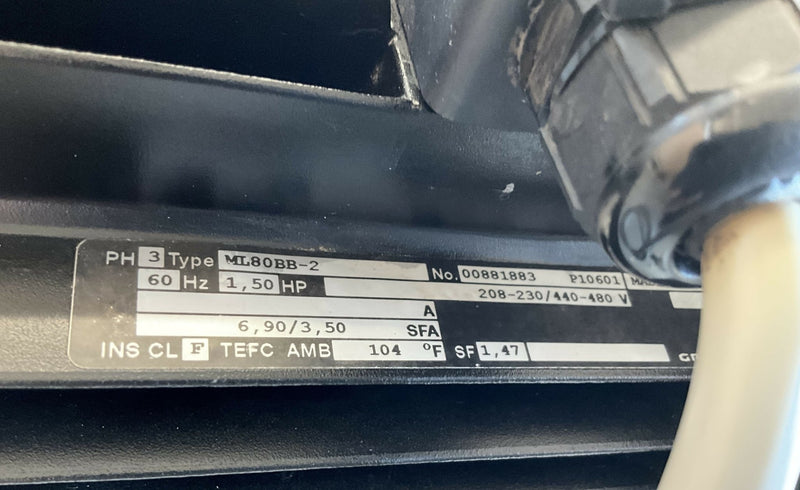 PH 3 Type ML80BB-2 No. 00881883 P10601
60 Hz 1,50 HP 208-230/440-480 V
A
6,90/3,50 SFA
INS CL F TEFC AMB 104 °F SF 1,47